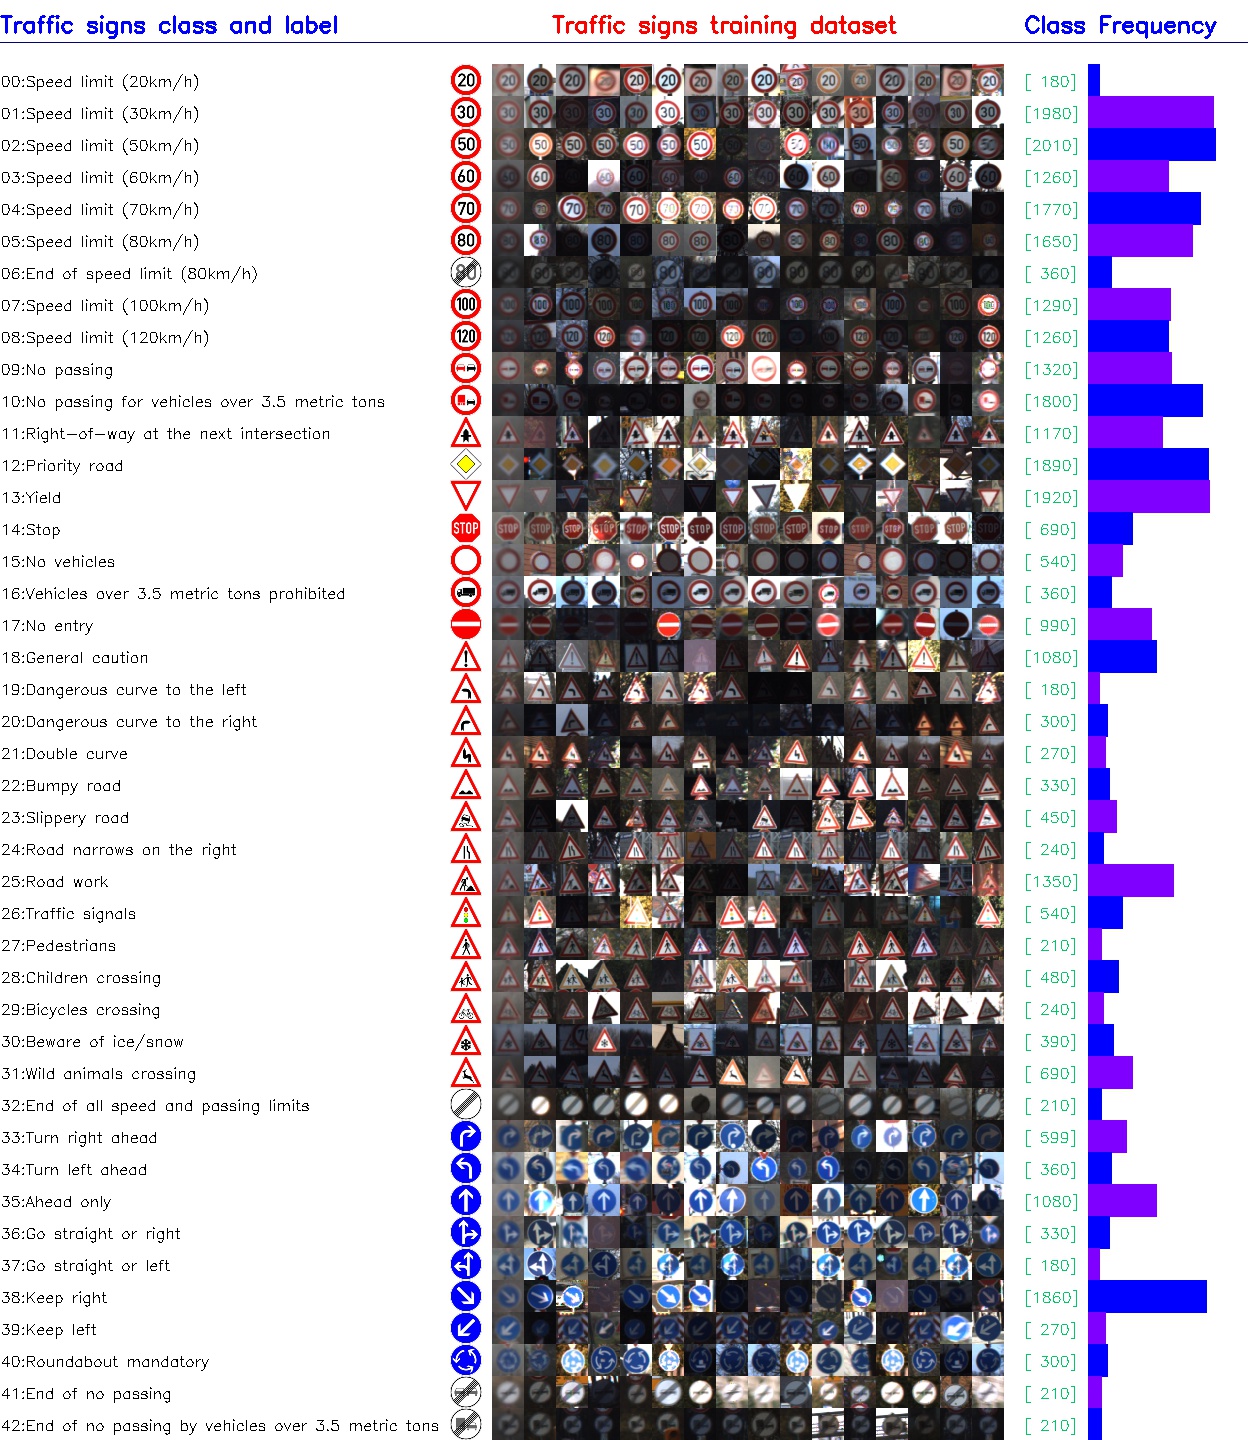 Traffic signs class and label Traffic signs training dataset Class Frequency
00:Speed limit (20km/h) 20 [ 180]
01:Speed limit (30km/h) 30 [1980]
02:Speed limit (50km/h) 50 [2010]
03:Speed limit (60km/h) 60 [1260]
04:Speed limit (70km/h) 70 [1770]
05:Speed limit (80km/h) 80 [1650]
06:End of speed limit (80km/h) 80 [ 360]
07:Speed limit (100km/h) 100 [1290]
08:Speed limit (120km/h) 120 [1260]
09:No passing [1320]
10:No passing for vehicles over 3.5 metric tons [1800]
11:Right-of-way at the next intersection [1170]
12:Priority road [1890]
13:Yield [1920]
14:Stop STOP [ 690]
15:No vehicles [ 540]
16:Vehicles over 3.5 metric tons prohibited [ 360]
17:No entry [ 990]
18:General caution [1080]
19:Dangerous curve to the left [ 180]
20:Dangerous curve to the right [ 300]
21:Double curve [ 270]
22:Bumpy road [ 330]
23:Slippery road [ 450]
24:Road narrows on the right [ 240]
25:Road work [1350]
26:Traffic signals [ 540]
27:Pedestrians [ 210]
28:Children crossing [ 480]
29:Bicycles crossing [ 240]
30:Beware of ice/snow [ 390]
31:Wild animals crossing [ 690]
32:End of all speed and passing limits [ 210]
33:Turn right ahead [ 599]
34:Turn left ahead [ 360]
35:Ahead only [1080]
36:Go straight or right [ 330]
37:Go straight or left [ 180]
38:Keep right [1860]
39:Keep left [ 270]
40:Roundabout mandatory [ 300]
41:End of no passing [ 210]
42:End of no passing by vehicles over 3.5 metric tons [ 210]